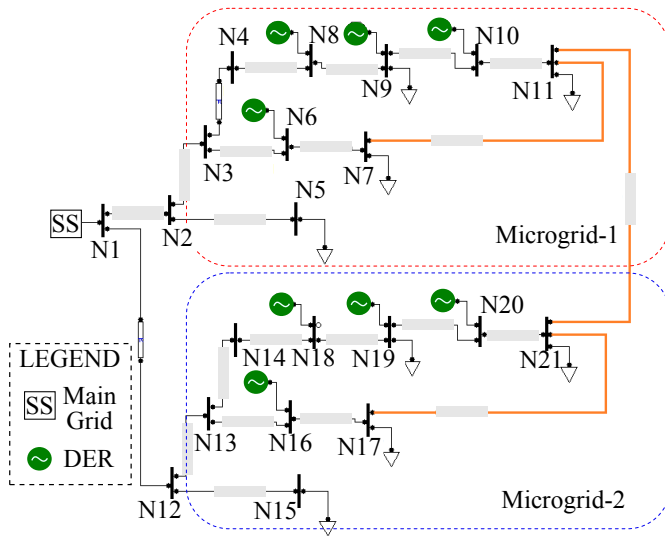 N4
N8
N10
N9
N11
N6
N3
N7
N5
SS
N1
N2
Microgrid-1
N20
N14
N18
N19
N21
LEGEND
SS Main
Grid
DER
N13
N16
N17
N12
N15
Microgrid-2